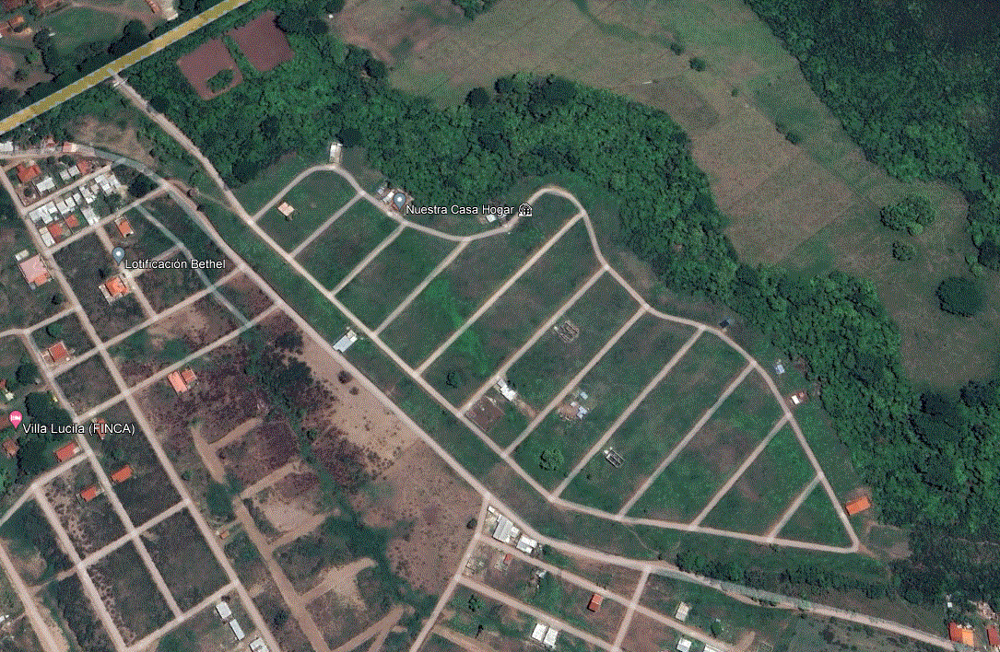 Nuestra Casa Hogar
Lotificación Bethel
Villa Lucila (FINCA)